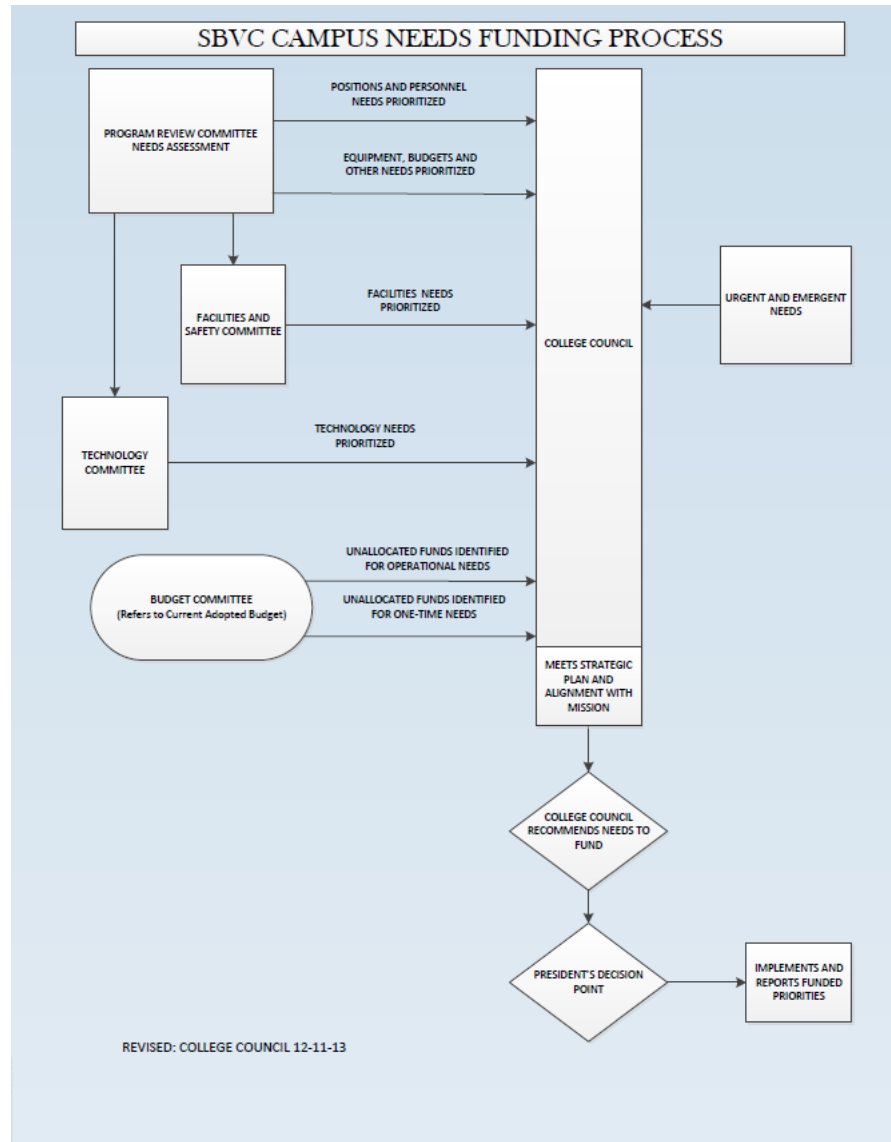 SBVC CAMPUS NEEDS FUNDING PROCESS
POSITIONS AND PERSONNEL
NEEDS PRIORITIZED
PROGRAM REVIEW COMMITTEE
NEEDS ASSESSMENT
EQUIPMENT, BUDGETS AND
OTHER NEEDS PRIORITIZED
FACILITIES AND
SAFETY COMMITTEE
FACILITIES NEEDS
PRIORITIZED
COLLEGE COUNCIL
URGENT AND EMERGENT
NEEDS
TECHNOLOGY
COMMITTEE
TECHNOLOGY NEEDS
PRIORITIZED
BUDGET COMMITTEE
(Refers to Current Adopted Budget)
UNALLOCATED FUNDS IDENTIFIED
FOR OPERATIONAL NEEDS
UNALLOCATED FUNDS IDENTIFIED
FOR ONE-TIME NEEDS
MEETS STRATEGIC
PLAN AND
ALIGNMENT WITH
MISSION
COLLEGE COUNCIL
RECOMMENDS NEEDS TO
FUND
PRESIDENT'S DECISION
POINT
IMPLEMENTS AND
REPORTS FUNDED
PRIORITIES
REVISED: COLLEGE COUNCIL 12-11-13